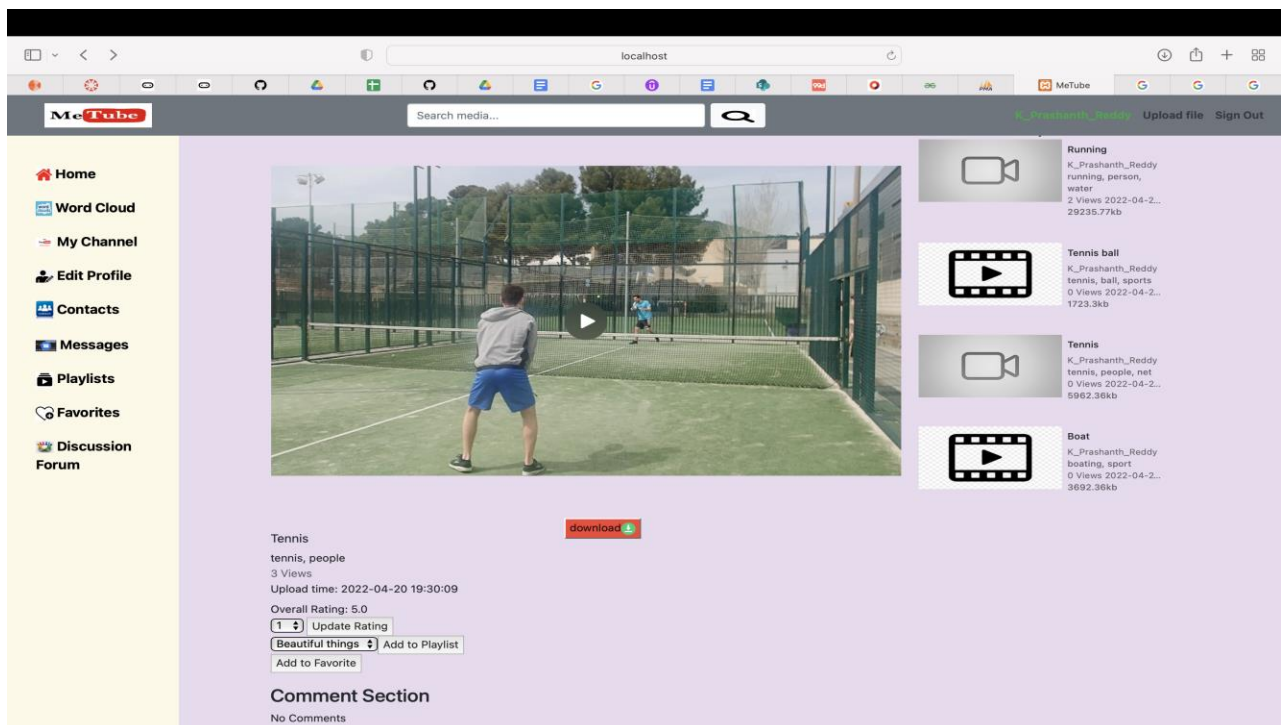 localhost
MeTube
MeTube
Search media...
K_Prashanth_Reddy Upload file Sign Out
Home
Word Cloud
My Channel
Edit Profile
Contacts
Messages
Playlists
Favorites
Discussion
Forum
download
Tennis
tennis, people
3 Views
Upload time: 2022-04-20 19:30:09
Overall Rating: 5.0
1 Update Rating
Beautiful things Add to Playlist
Add to Favorite
Comment Section
No Comments
Running
K_Prashanth_Reddy
running, person,
water
2 Views 2022-04-2...
29235.77kb
Tennis ball
K_Prashanth_Reddy
tennis, ball, sports
0 Views 2022-04-2...
1723.3kb
Tennis
K_Prashanth_Reddy
tennis, people, net
0 Views 2022-04-2...
5962.36kb
Boat
K_Prashanth_Reddy
boating, sport
0 Views 2022-04-2...
3692.36kb